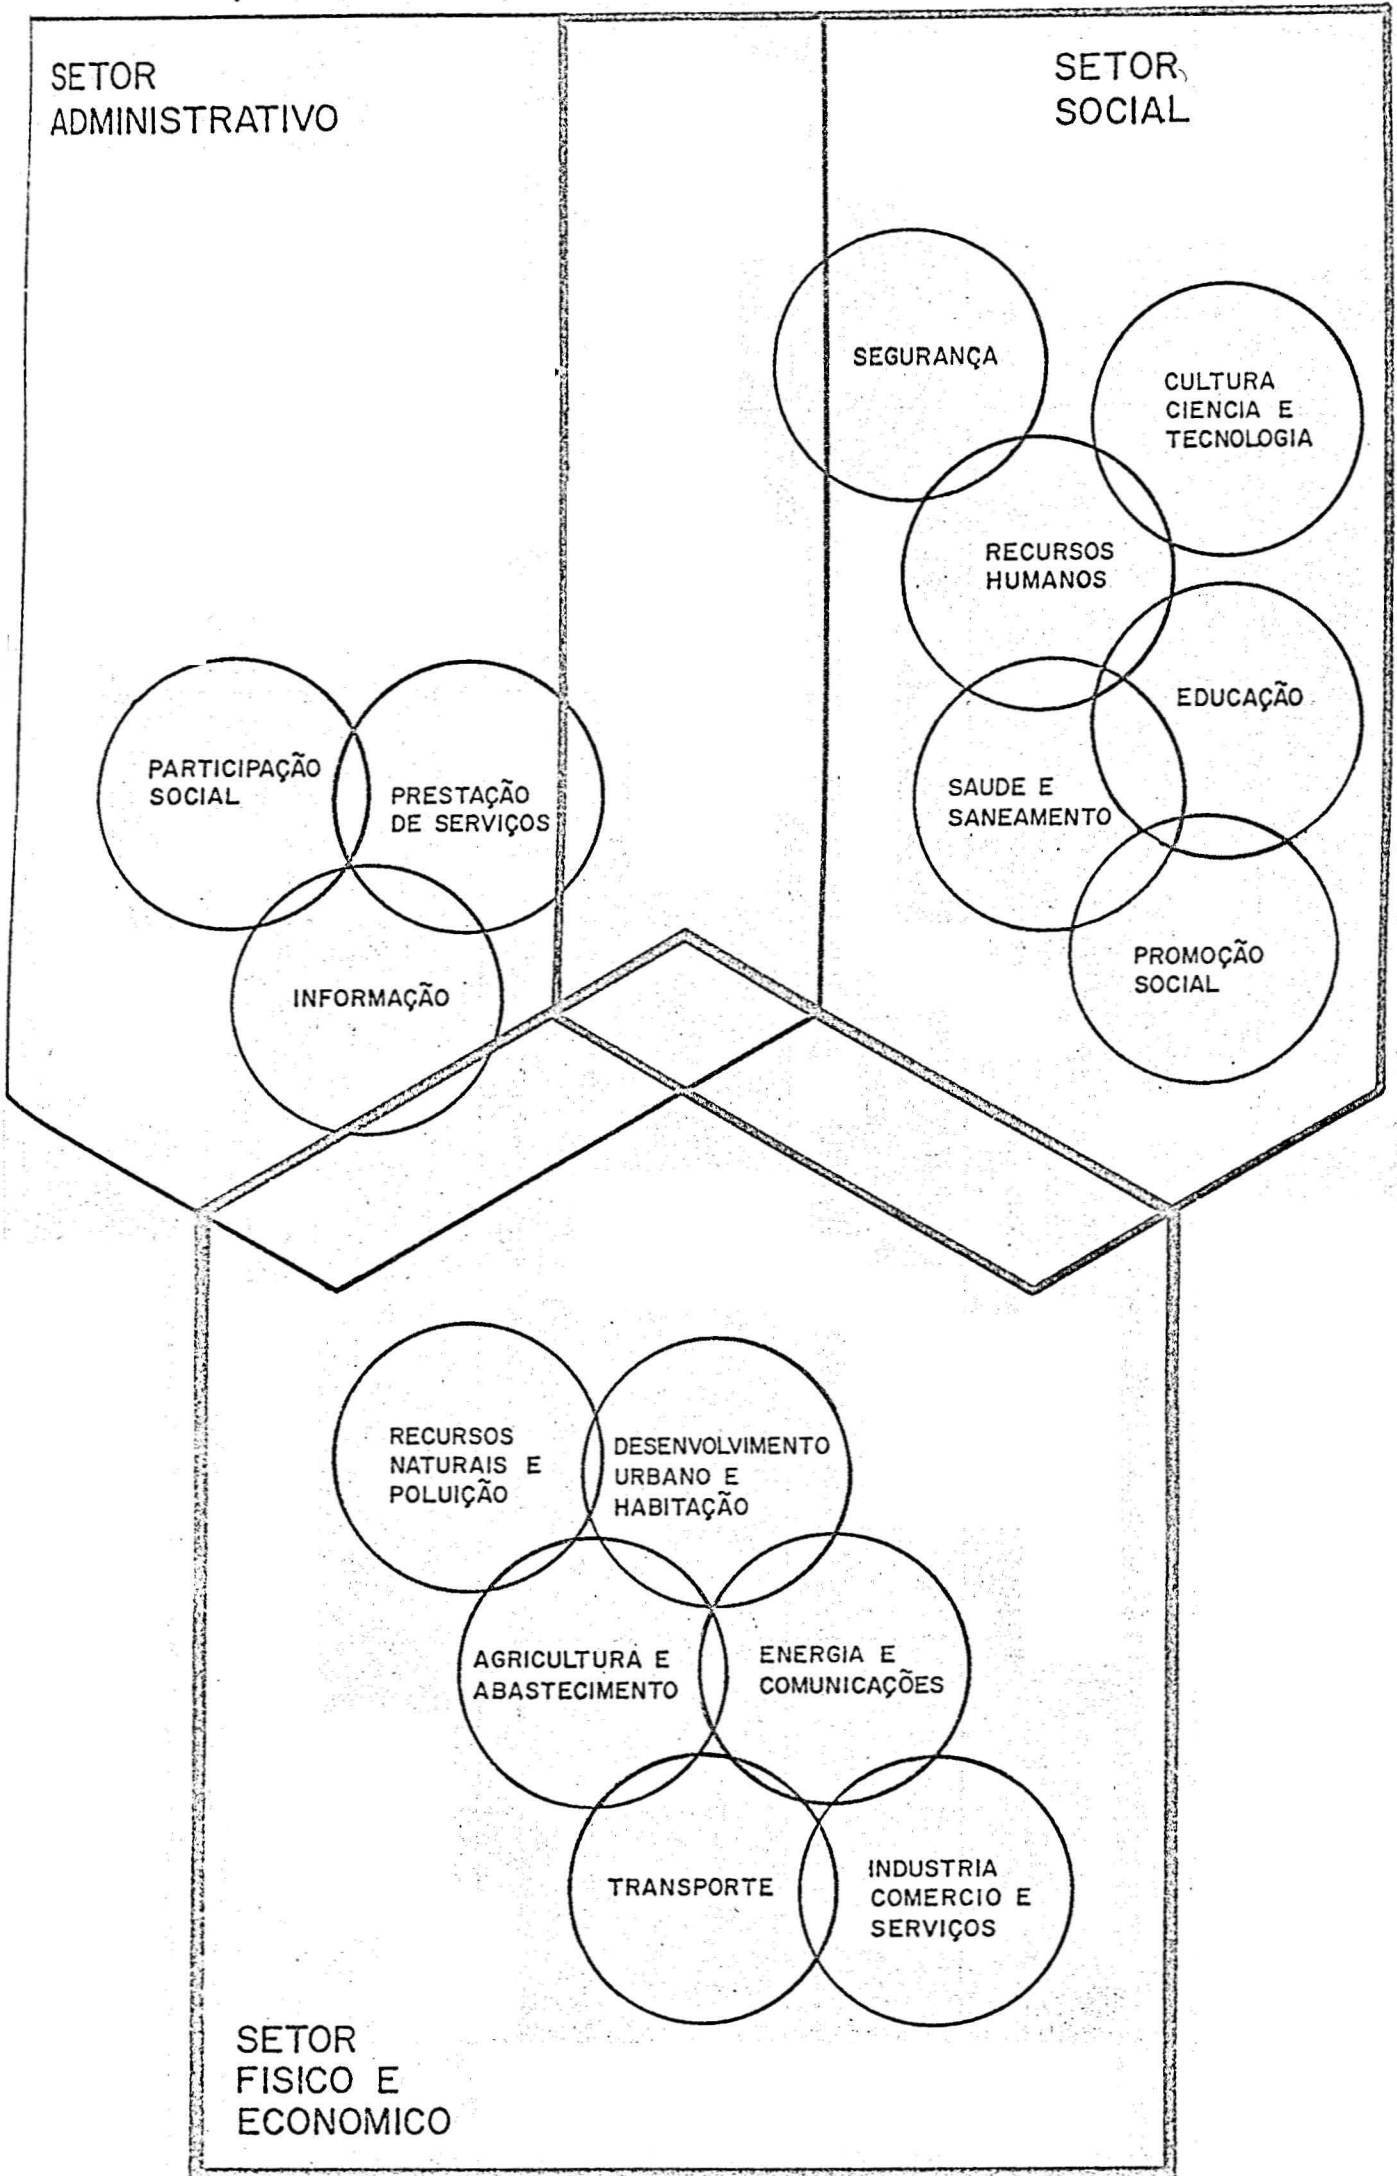 SETOR
ADMINISTRATIVO
SETOR
SOCIAL
SEGURANÇA
CULTURA
CIENCIA E
TECNOLOGIA
RECURSOS
HUMANOS
EDUCAÇÃO
PARTICIPAÇÃO
SOCIAL
PRESTAÇÃO
DE SERVIÇOS
SAUDE E
SANEAMENTO
INFORMAÇÃO
PROMOÇÃO
SOCIAL
RECURSOS
NATURAIS E
POLUIÇÃO
DESENVOLVIMENTO
URBANO E
HABITAÇÃO
AGRICULTURA E
ABASTECIMENTO
ENERGIA E
COMUNICAÇÕES
TRANSPORTE
INDUSTRIA
COMERCIO E
SERVIÇOS
SETOR
FISICO E
ECONOMICO